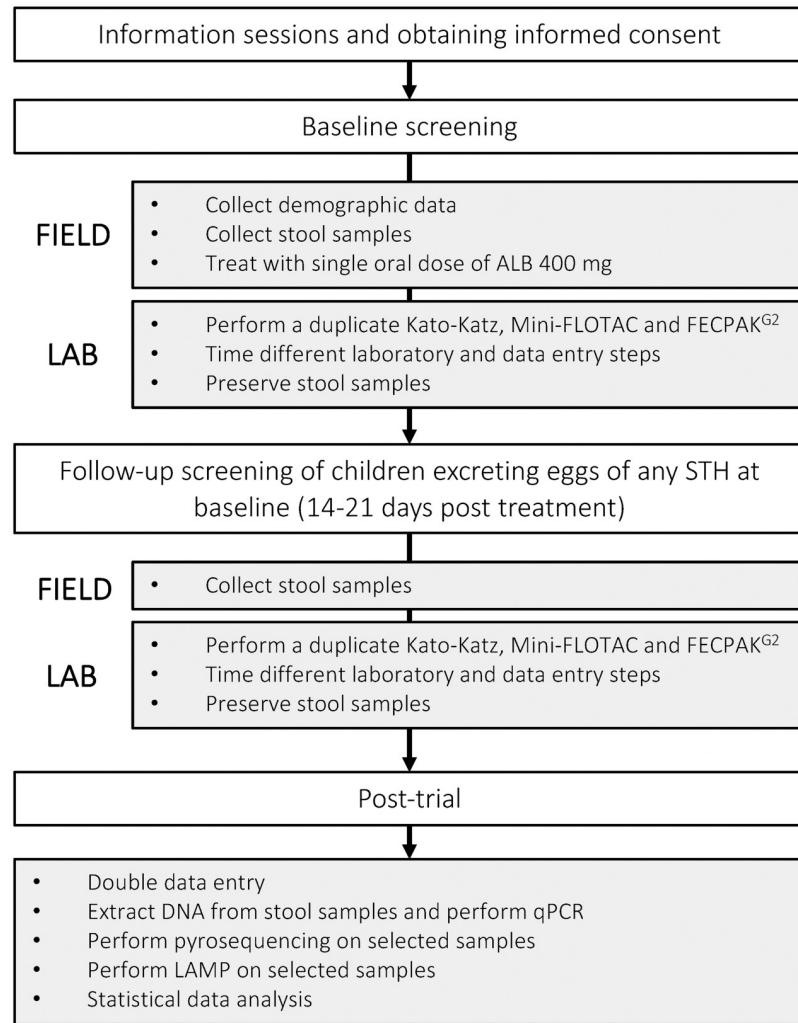 Information sessions and obtaining informed consent
Baseline screening
FIELD
• Collect demographic data
• Collect stool samples
• Treat with single oral dose of ALB 400 mg
LAB
• Perform a duplicate Kato-Katz, Mini-FLOTAC and FECPAKG2
• Time different laboratory and data entry steps
• Preserve stool samples
Follow-up screening of children excreting eggs of any STH at
baseline (14-21 days post treatment)
FIELD
• Collect stool samples
LAB
• Perform a duplicate Kato-Katz, Mini-FLOTAC and FECPAKG2
• Time different laboratory and data entry steps
• Preserve stool samples
Post-trial
• Double data entry
• Extract DNA from stool samples and perform qPCR
• Perform pyrosequencing on selected samples
• Perform LAMP on selected samples
• Statistical data analysis